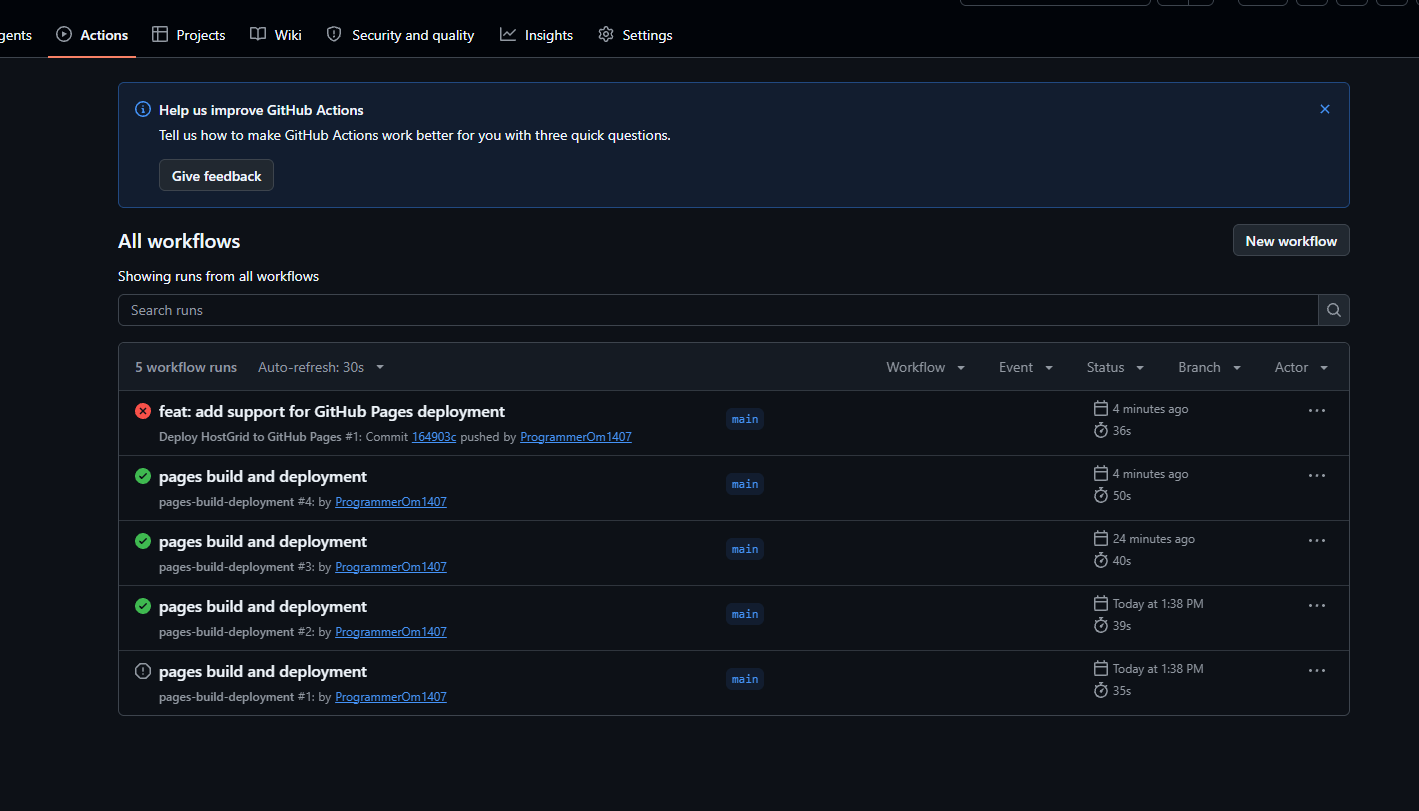 gents Actions Projects Wiki Security and quality Insights Settings
Help us improve GitHub Actions
Tell us how to make GitHub Actions work better for you with three quick questions.
Give feedback
All workflows
New workflow
Showing runs from all workflows
Search runs
5 workflow runs Auto-refresh: 30s Workflow Event Status Branch Actor
feat: add support for GitHub Pages deployment
Deploy HostGrid to GitHub Pages #1: Commit 164903c pushed by ProgrammerOm1407
main
4 minutes ago
36s
pages build and deployment
pages-build-deployment #4: by ProgrammerOm1407
main
4 minutes ago
50s
pages build and deployment
pages-build-deployment #3: by ProgrammerOm1407
main
24 minutes ago
40s
pages build and deployment
pages-build-deployment #2: by ProgrammerOm1407
main
Today at 1:38 PM
39s
pages build and deployment
pages-build-deployment #1: by ProgrammerOm1407
main
Today at 1:38 PM
35s